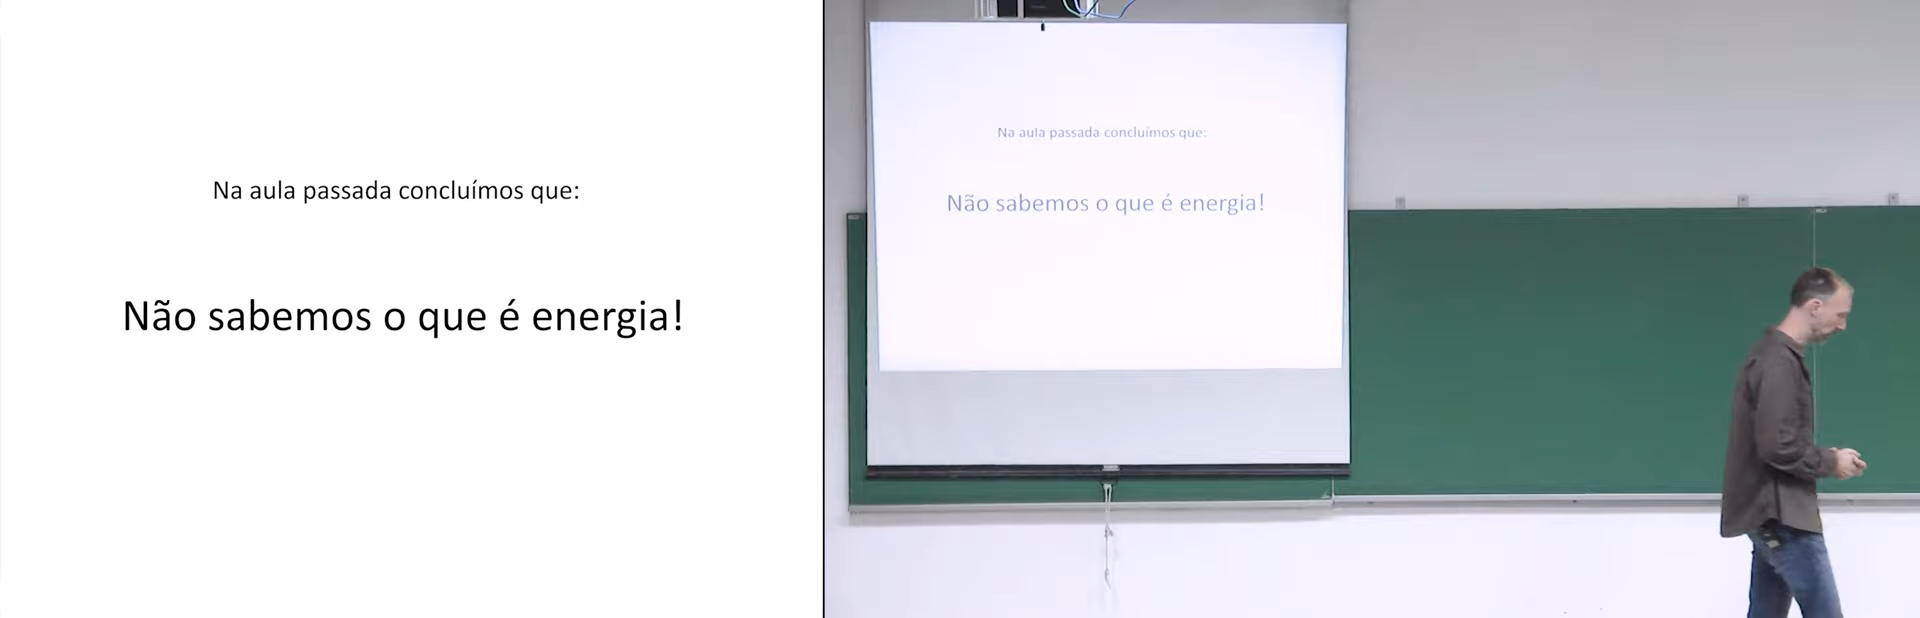 Na aula passada concluímos que:
Não sabemos o que é energia!
Na aula passada concluímos que:
Não sabemos o que é energia!